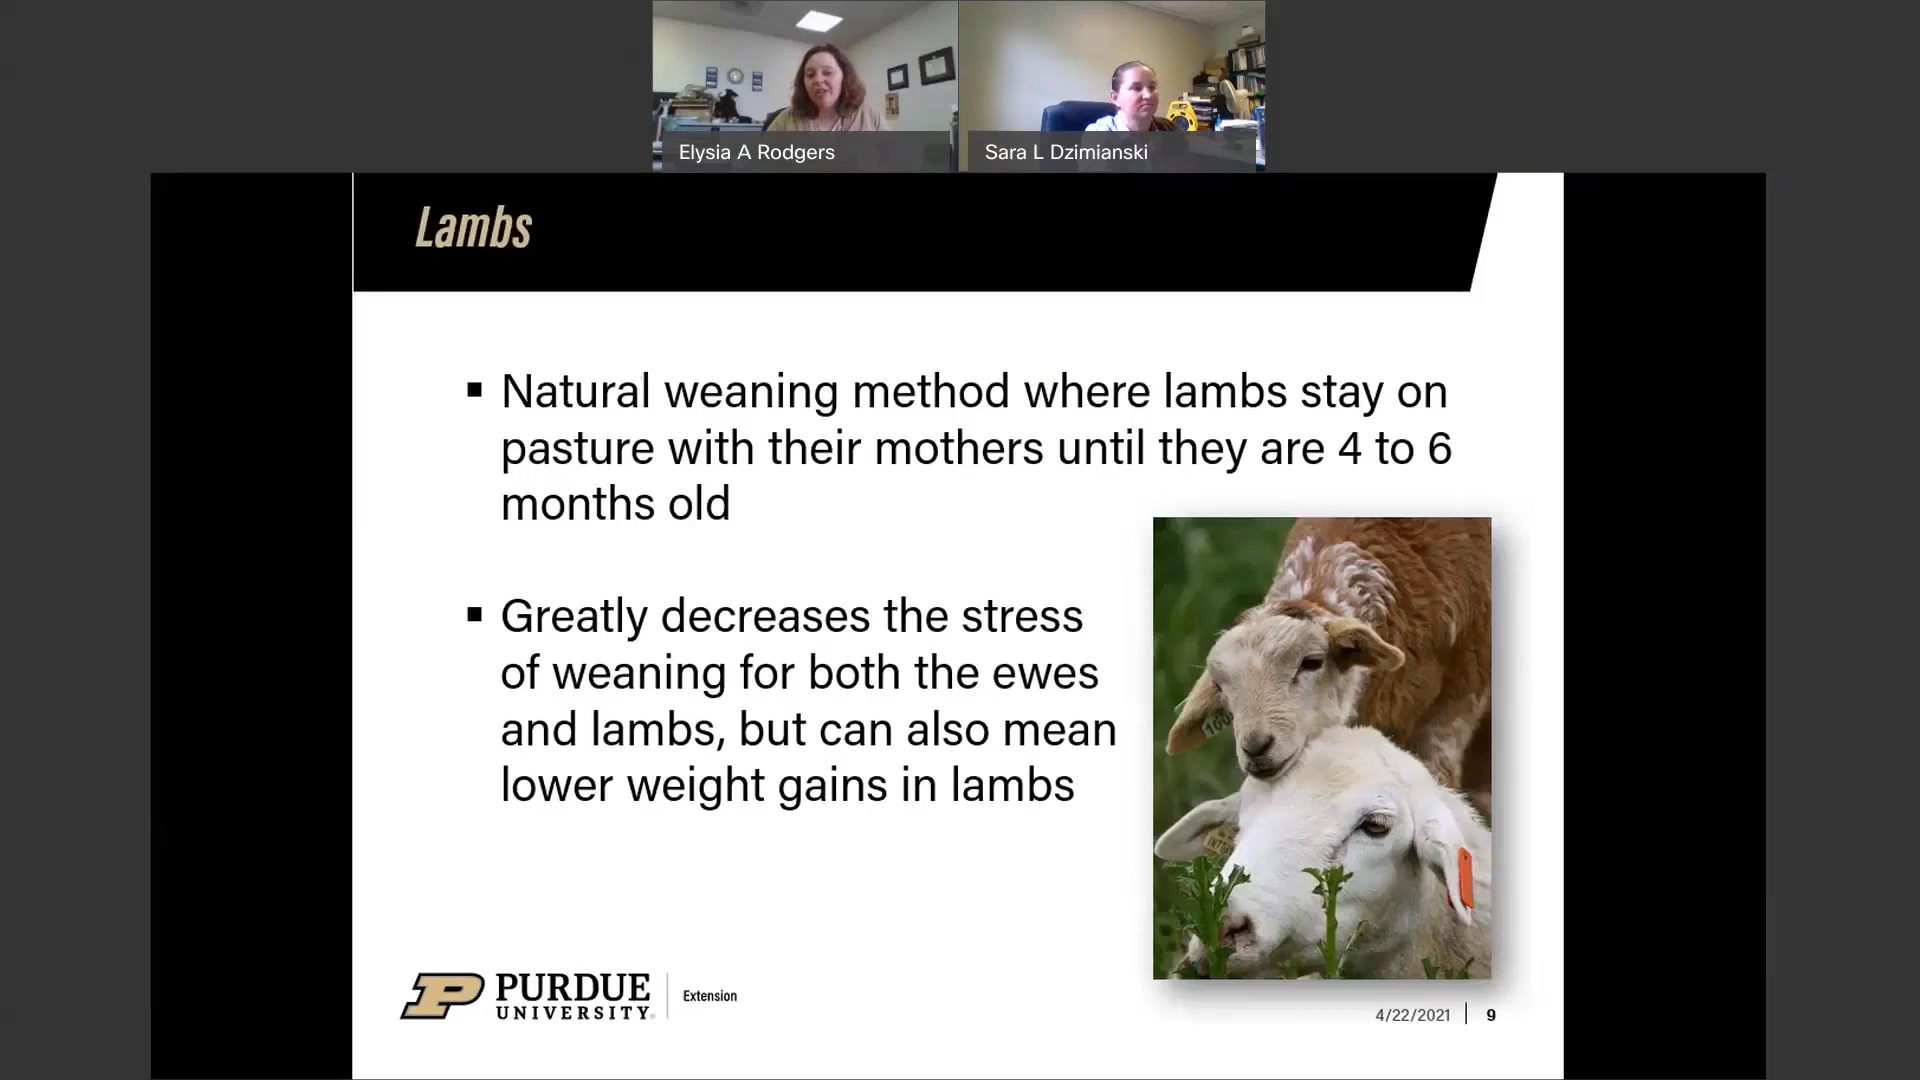 Elysia A Rodgers
Sara L Dzimianski
Lambs
▪ Natural weaning method where lambs stay on
pasture with their mothers until they are 4 to 6
months old
▪ Greatly decreases the stress
of weaning for both the ewes
and lambs, but can also mean
lower weight gains in lambs
PURDUE
UNIVERSITY
Extension
4/22/2021 | 9